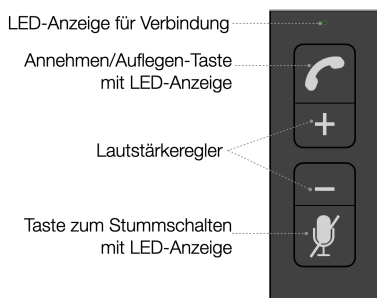 LED-Anzeige für Verbindung
Annehmen/Auflegen-Taste
mit LED-Anzeige
Lautstärkeregler
Taste zum Stummschalten
mit LED-Anzeige